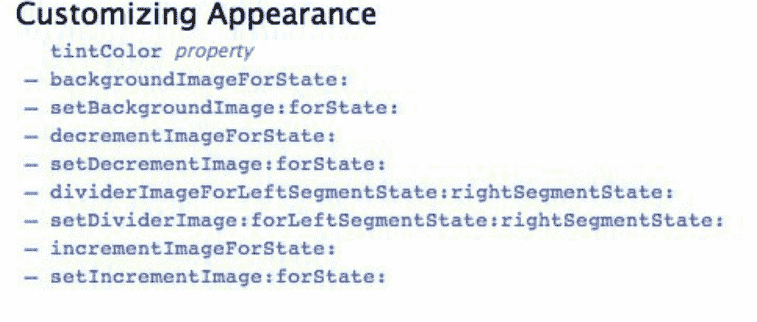 Customizing Appearance
tintColor property
– backgroundImageForState:
– setBackgroundImage:forState:
– decrementImageForState:
– setDecrementImage:forState:
– dividerImageForLeftSegmentState:rightSegmentState:
– setDividerImage:forLeftSegmentState:rightSegmentState:
– incrementImageForState:
– setIncrementImage:forState: